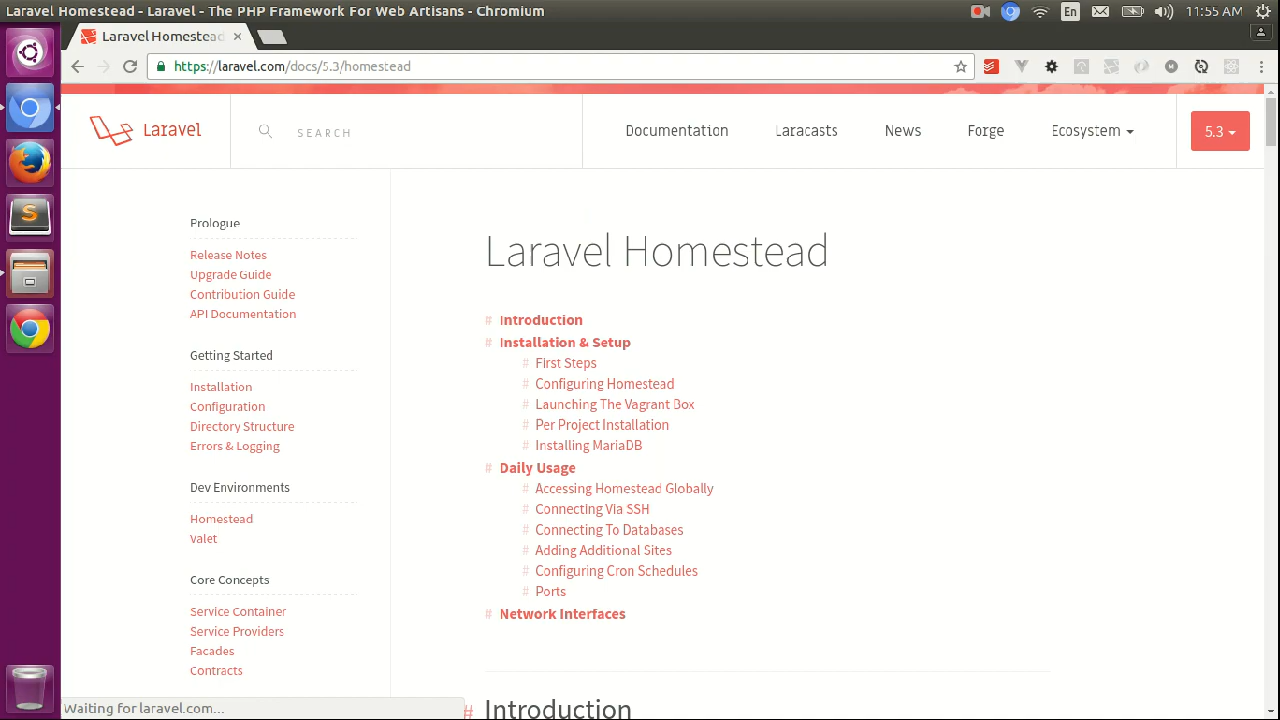 Laravel Homestead - Laravel - The PHP Framework For Web Artisans - Chromium
En
11:55 AM
Laravel Homestead
https://laravel.com/docs/5.3/homestead
Laravel
SEARCH
Documentation
Laracasts
News
Forge
Ecosystem
5.3
Prologue
Release Notes
Upgrade Guide
Contribution Guide
API Documentation
Getting Started
Installation
Configuration
Directory Structure
Errors & Logging
Dev Environments
Homestead
Valet
Core Concepts
Service Container
Service Providers
Facades
Contracts
Laravel Homestead
# Introduction
# Installation & Setup
# First Steps
# Configuring Homestead
# Launching The Vagrant Box
# Per Project Installation
# Installing MariaDB
# Daily Usage
# Accessing Homestead Globally
# Connecting Via SSH
# Connecting To Databases
# Adding Additional Sites
# Configuring Cron Schedules
# Ports
# Network Interfaces
# Introduction
Waiting for laravel.com...